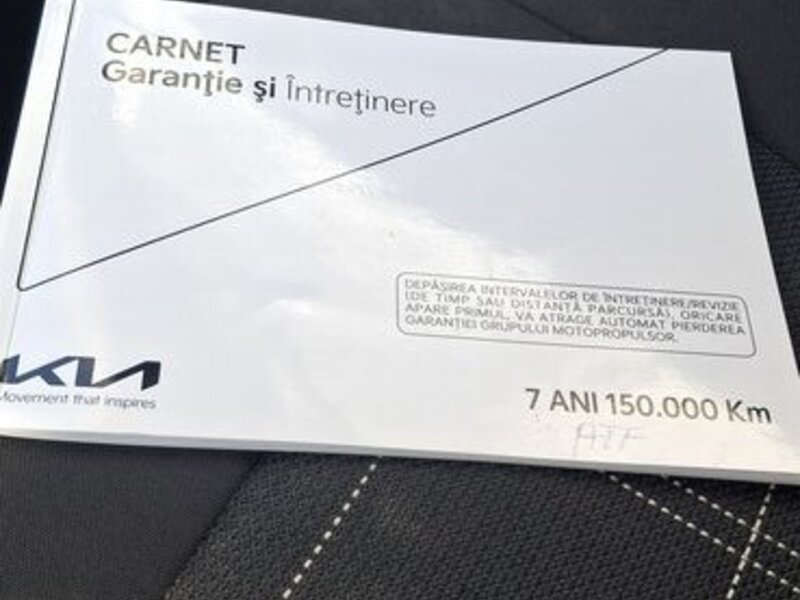 CARNET
Garanţie şi Întreţinere
DEPĂŞIREA INTERVALELOR DE ÎNTREŢINERE/REVIZIE
(DE TIMP SAU DISTANŢĂ PARCURSĂ), ORICARE
APARE PRIMUL, VA ATRAGE AUTOMAT PIERDEREA
GARANŢIEI GRUPULUI MOTOPROPULSOR.
KIA
Movement that inspires
7 ANI 150.000 Km
ATF